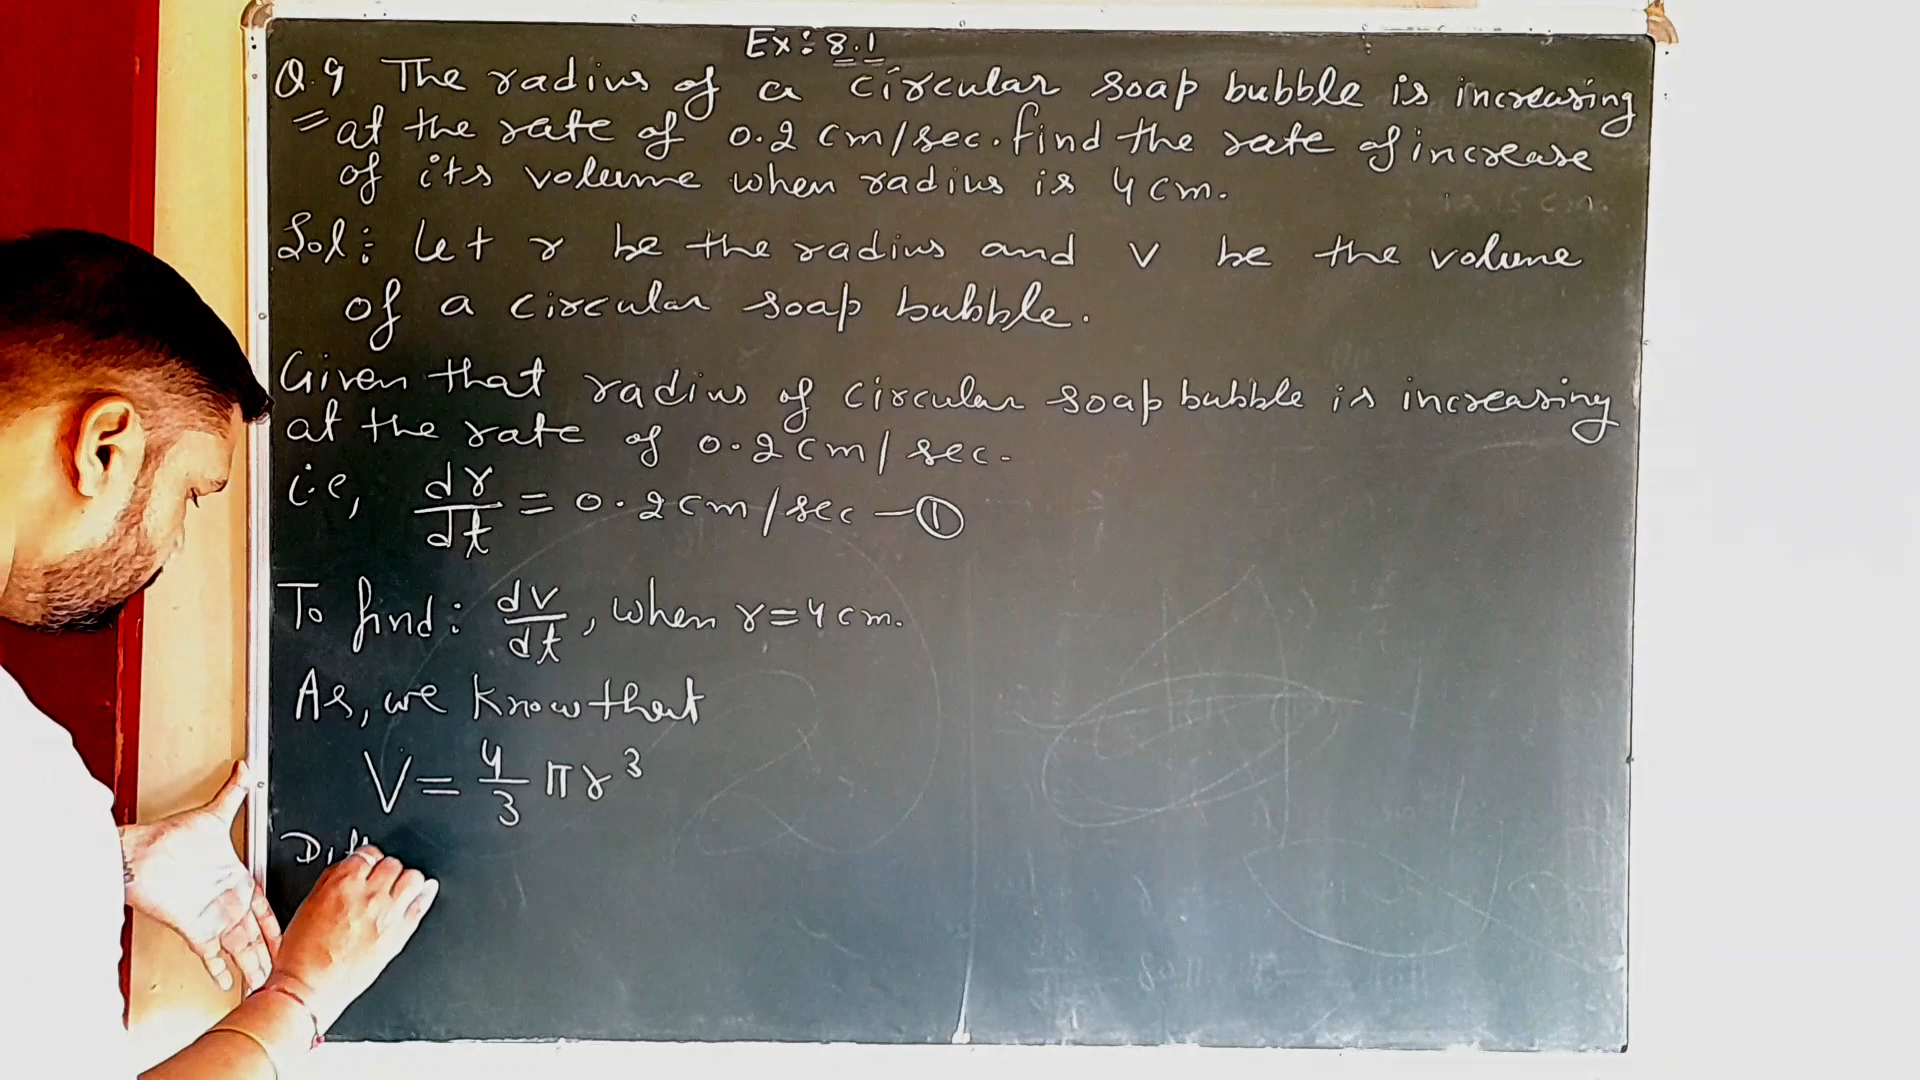 Ex: 8.1
Q.9 The radius of a circular soap bubble is increasing
at the rate of 0.2 cm/sec. find the rate of increase
of its volume when radius is 4 cm.
Sol: Let r be the radius and V be the volume
of a circular soap bubble.
Given that radius of circular soap bubble is increasing
at the rate of 0.2 cm/sec.
i.e, dr/dt = 0.2 cm/sec - ①
To find: dv/dt, when r = 4 cm.
As, we know that
V = 4/3 πr³